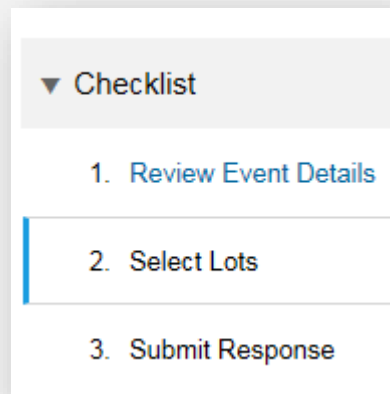 ▼ Checklist
1. Review Event Details
2. Select Lots
3. Submit Response